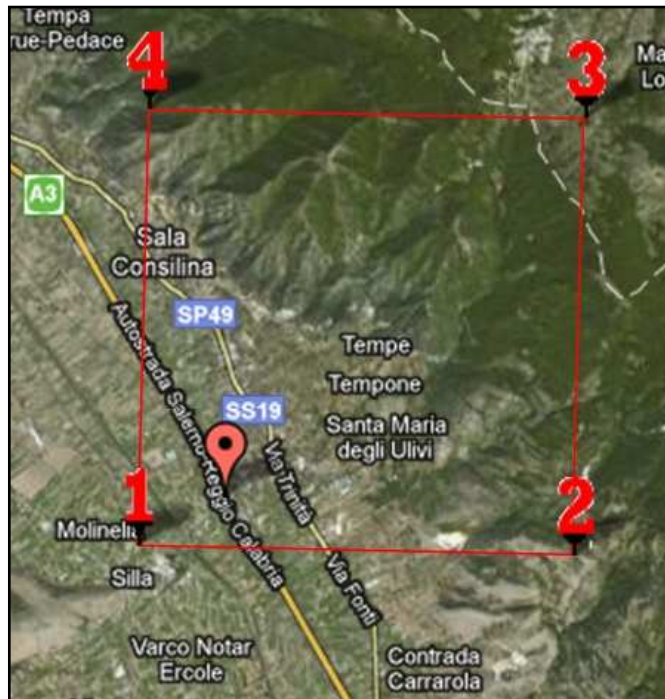 Tempa
rue-Pedace
4
3
Ma
Lo
A3
Sala
Consilina
SP49
Autostrada Salerno-Reggio Calabria
Tempe
Tempone
SS19
Santa Maria
degli Ulivi
Via Trinità
1
2
Molinella
Silla
Via Fonti
Varco Notar
Ercole
Contrada
Carrarola